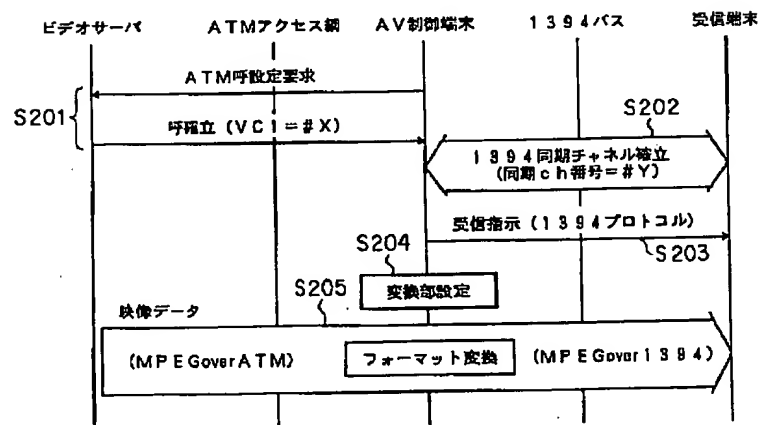 ビデオサーバ ATMアクセス網 AV制御端末 1394バス 受信端末
ATM呼設定要求
S201
呼確立(VCI=#X)
S202
1394同期チャネル確立
(同期ch番号=#Y)
受信指示(1394プロトコル)
S203
S204
変換部設定
S205
映像データ
(MPEGoverATM) フォーマット変換 (MPEGover1394)